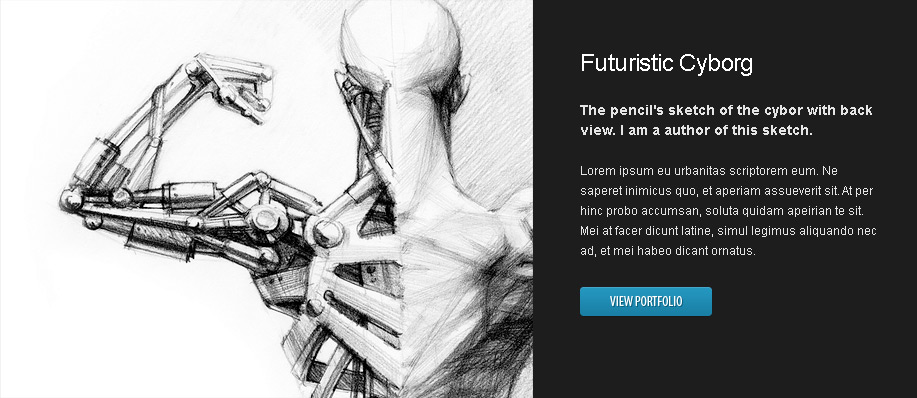 Futuristic Cyborg
The pencil's sketch of the cybor with back
view. I am a author of this sketch.
Lorem ipsum eu urbanitas scriptorem eum. Ne
saperet inimicus quo, et aperiam assueverit sit. At per
hinc probo accumsan, soluta quidam apeirian te sit.
Mei at facer dicunt latine, simul legimus aliquando nec
ad, et mei habeo dicant ornatus.
VIEW PORTFOLIO